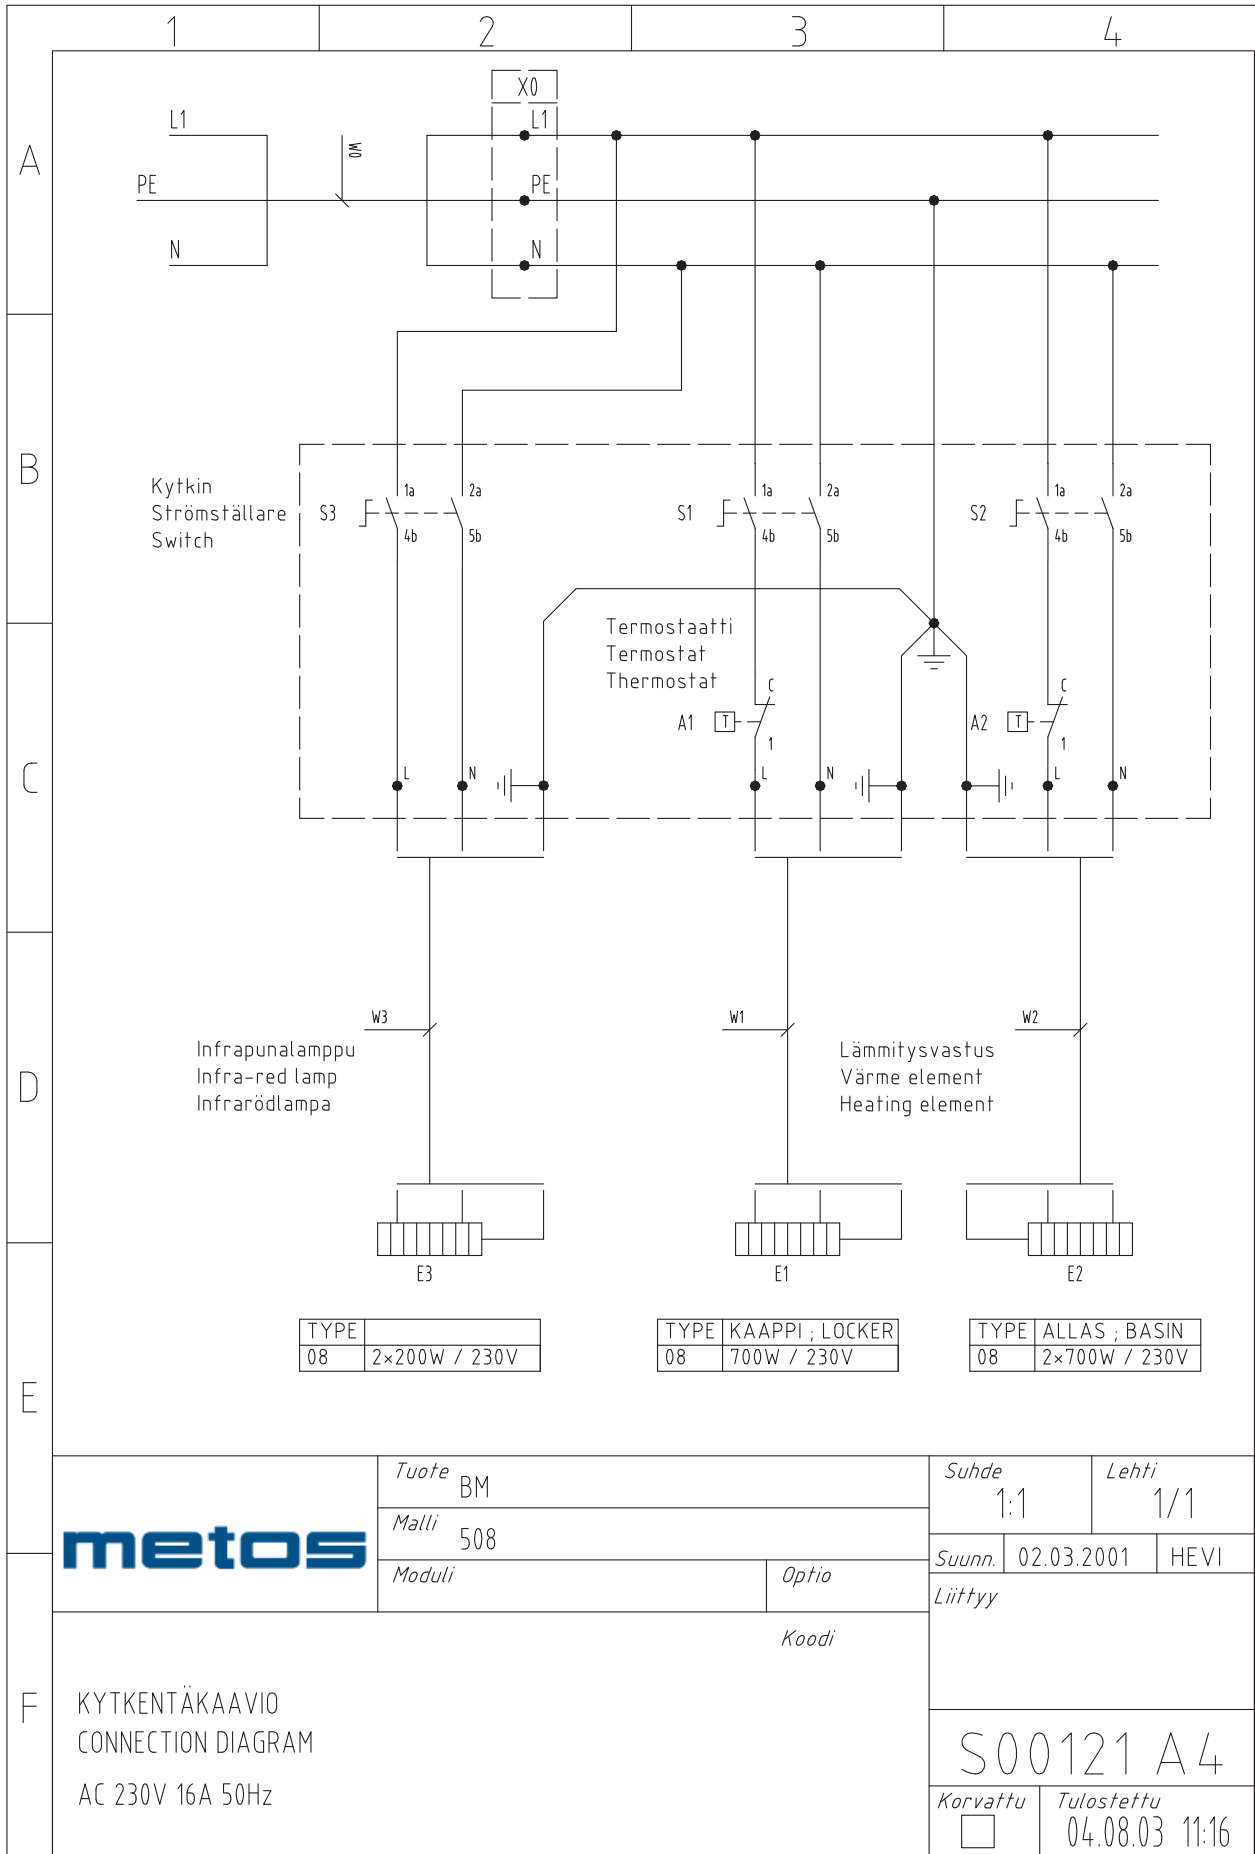 1 2 3 4
A
B
C
D
E
F
X0
L1
L1
W0
PE
PE
N
N
Kytkin
Strömställare
Switch
S3
1a
2a
4b
5b
S1
1a
2a
4b
5b
S2
1a
2a
4b
5b
Termostaatti
Termostat
Thermostat
A1
T
C
1
A2
T
C
1
L
N
L
N
L
N
W3
W1
W2
Infrapunalamppu
Infra-red lamp
Infrarödlampa
Lämmitysvastus
Värme element
Heating element
E3
E1
E2
TYPE
08 2×200W / 230V
TYPE KAAPPI ; LOCKER
08 700W / 230V
TYPE ALLAS ; BASIN
08 2×700W / 230V
metos
Tuote BM
Malli 508
Moduli
Optio
Koodi
Suhde 1:1
Lehti 1/1
Suunn. 02.03.2001 HEVI
Liittyy
KYTKENTÄKAAVIO
CONNECTION DIAGRAM
AC 230V 16A 50Hz
S00121 A4
Korvattu
Tulostettu
04.08.03 11:16